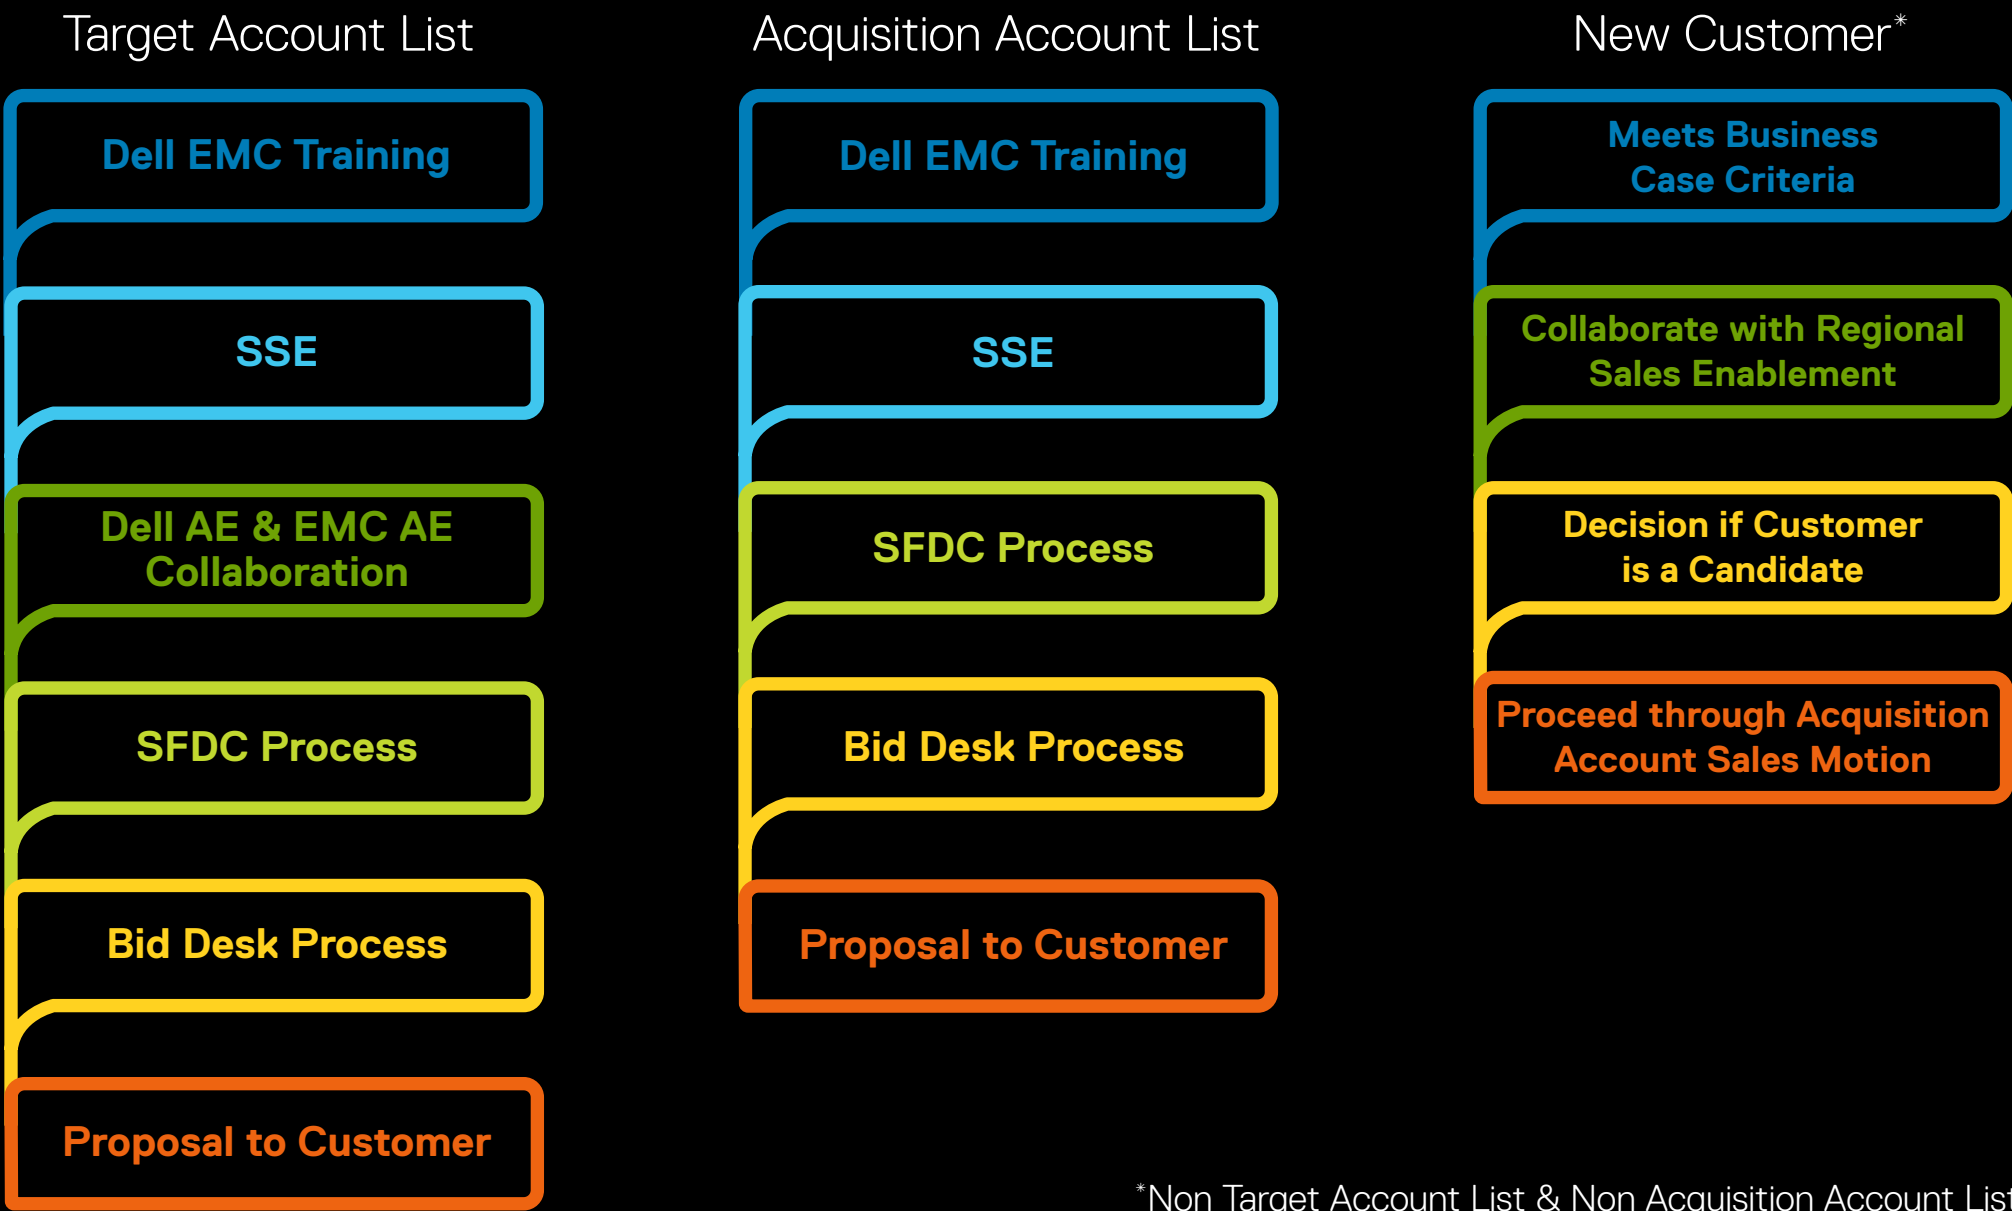 Target Account List
Dell EMC Training
SSE
Dell AE & EMC AE
Collaboration
SFDC Process
Bid Desk Process
Proposal to Customer
Acquisition Account List
Dell EMC Training
SSE
SFDC Process
Bid Desk Process
Proposal to Customer
New Customer*
Meets Business
Case Criteria
Collaborate with Regional
Sales Enablement
Decision if Customer
is a Candidate
Proceed through Acquisition
Account Sales Motion
*Non Target Account List & Non Acquisition Account List